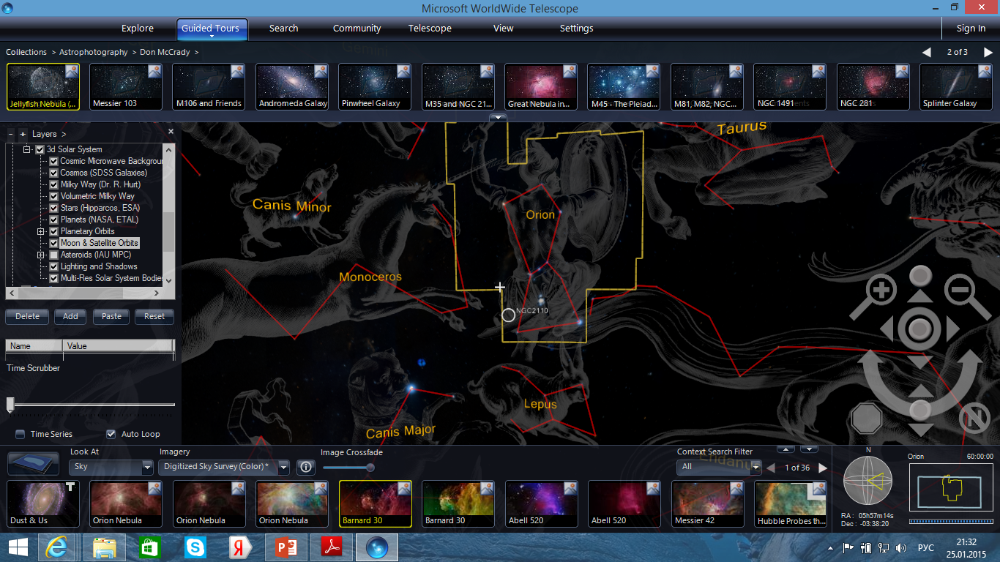 Microsoft WorldWide Telescope
Explore
Guided Tours
Search
Community
Telescope
View
Settings
Sign In
Collections > Astrophotography > Don McCrady >
2 of 3
Jellyfish Nebula (...
Messier 103
M106 and Friends
Andromeda Galaxy
Pinwheel Galaxy
M35 and NGC 21...
Great Nebula in...
M45 - The Pleiad...
M81, M82, NGC...
NGC 1491
NGC 281
Splinter Galaxy
Layers >
3d Solar System
Cosmic Microwave Backgroun
Cosmos (SDSS Galaxies)
Milky Way (Dr. R. Hurt)
Volumetric Milky Way
Stars (Hipparcos, ESA)
Planets (NASA, ETAL)
Planetary Orbits
Moon & Satellite Orbits
Asteroids (IAU MPC)
Lighting and Shadows
Multi-Res Solar System Bodies
Delete
Add
Paste
Reset
Name
Value
Time Scrubber
Time Series
Auto Loop
Taurus
Canis Minor
Orion
Monoceros
NGC2110
Lepus
Canis Major
N
Look At
Sky
Imagery
Digitized Sky Survey (Color) *
Image Crossfade
Context Search Filter
All
1 of 36
Dust & Us
Orion Nebula
Orion Nebula
Orion Nebula
Barnard 30
Barnard 30
Abell 520
Abell 520
Messier 42
Hubble Probes th...
N
RA : 05h57m14s
Dec : -03:38:20
Orion
60:00:00
РУС
21:32
25.01.2015